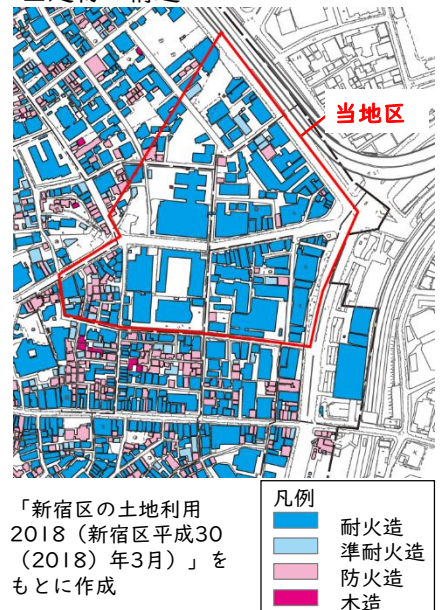 当地区
「新宿区の土地利用
2018（新宿区平成30
（2018）年3月）」を
もとに作成
凡例
耐火造
準耐火造
防火造
木造